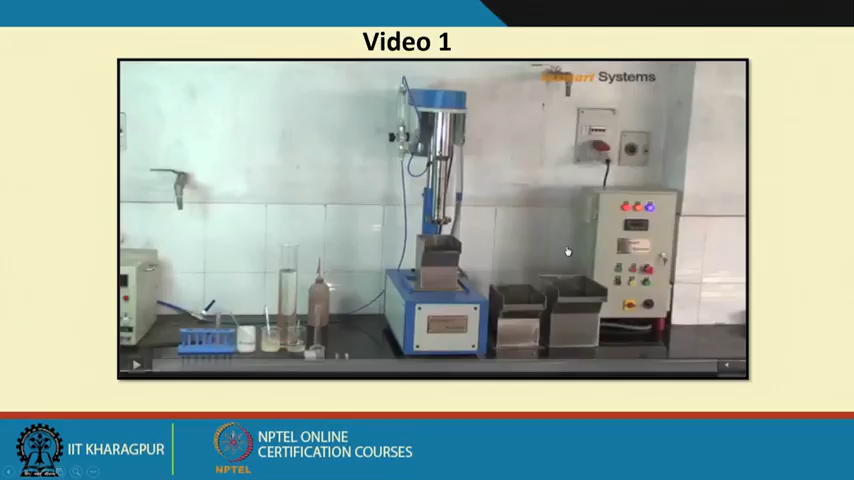 Video 1
Systems
IIT KHARAGPUR
NPTEL
NPTEL ONLINE
CERTIFICATION COURSES